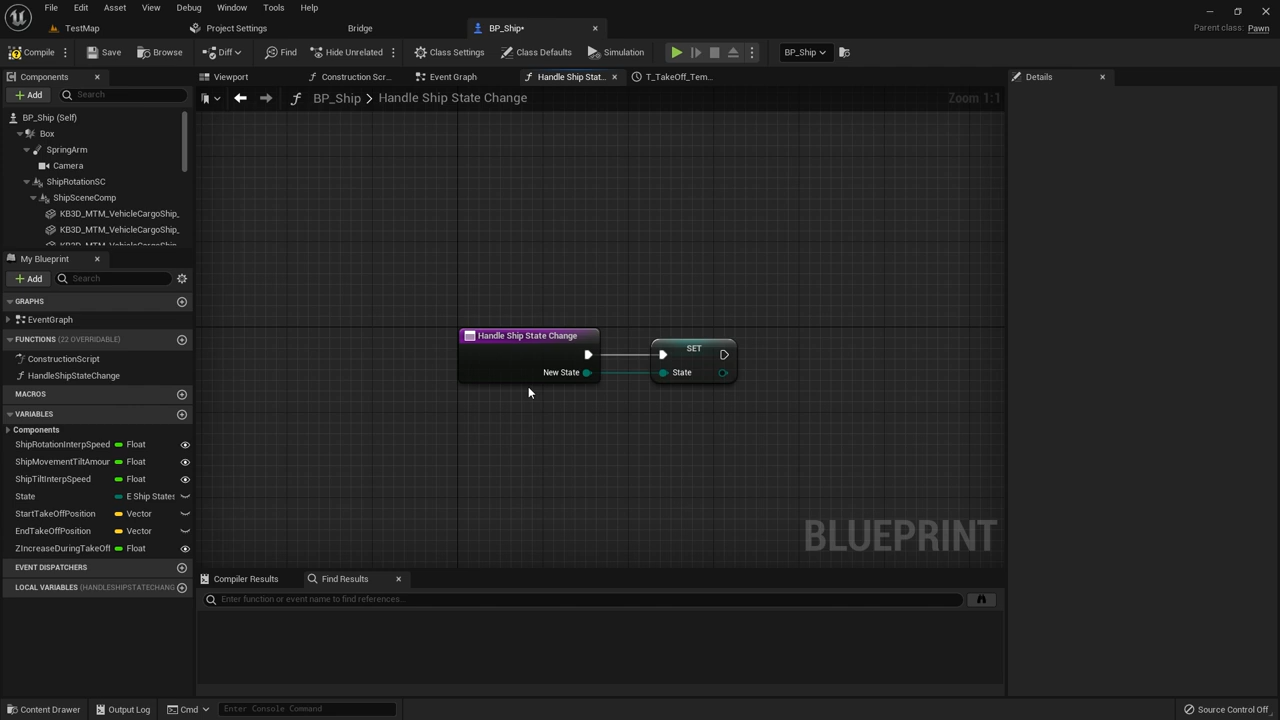 File Edit Asset View Debug Window Tools Help
TestMap Project Settings Bridge BP_Ship• Parent class: Pawn
Compile Save Browse Diff Find Hide Unrelated Class Settings Class Defaults Simulation BP_Ship
Components Viewport Construction Scr... Event Graph Handle Ship Stat... T_TakeOff_Tem... Details
Add Search BP_Ship > Handle Ship State Change Zoom 1:1
BP_Ship (Self)
Box
SpringArm
Camera
ShipRotationSC
ShipSceneComp
KB3D_MTM_VehicleCargoShip_
KB3D_MTM_VehicleCargoShip_
KB3D_MTM_VehicleCargoShip_
My Blueprint
Add Search
GRAPHS
EventGraph
FUNCTIONS (22 OVERRIDABLE)
ConstructionScript
HandleShipStateChange
MACROS
VARIABLES
Components
ShipRotationInterpSpeed Float
ShipMovementTiltAmour Float
ShipTiltInterpSpeed Float
State E Ship States
StartTakeOffPosition Vector
EndTakeOffPosition Vector
ZIncreaseDuringTakeOff Float
EVENT DISPATCHERS
LOCAL VARIABLES (HANDLESHIPSTATECHANG
Handle Ship State Change
New State
SET
State
BLUEPRINT
Compiler Results Find Results
Enter function or event name to find references...
Content Drawer Output Log Cmd Enter Console Command Source Control Off